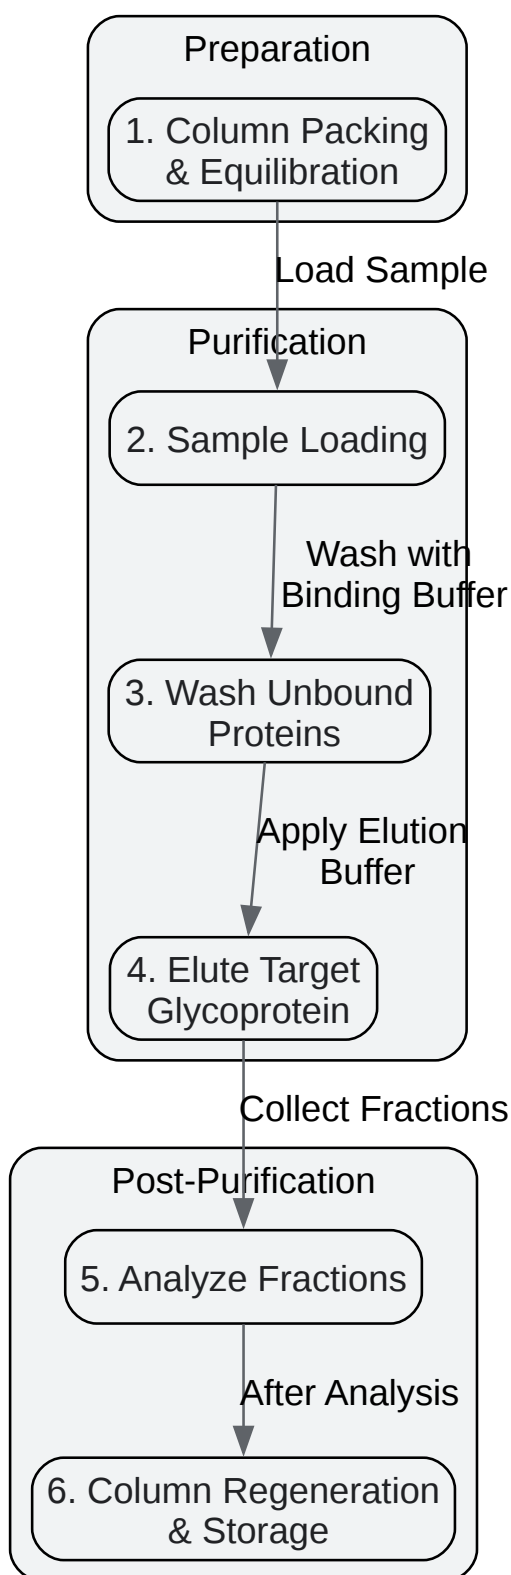 Preparation
1. Column Packing
& Equilibration
Load Sample
Purification
2. Sample Loading
Wash with
Binding Buffer
3. Wash Unbound
Proteins
Apply Elution
Buffer
4. Elute Target
Glycoprotein
Collect Fractions
Post-Purification
5. Analyze Fractions
After Analysis
6. Column Regeneration
& Storage